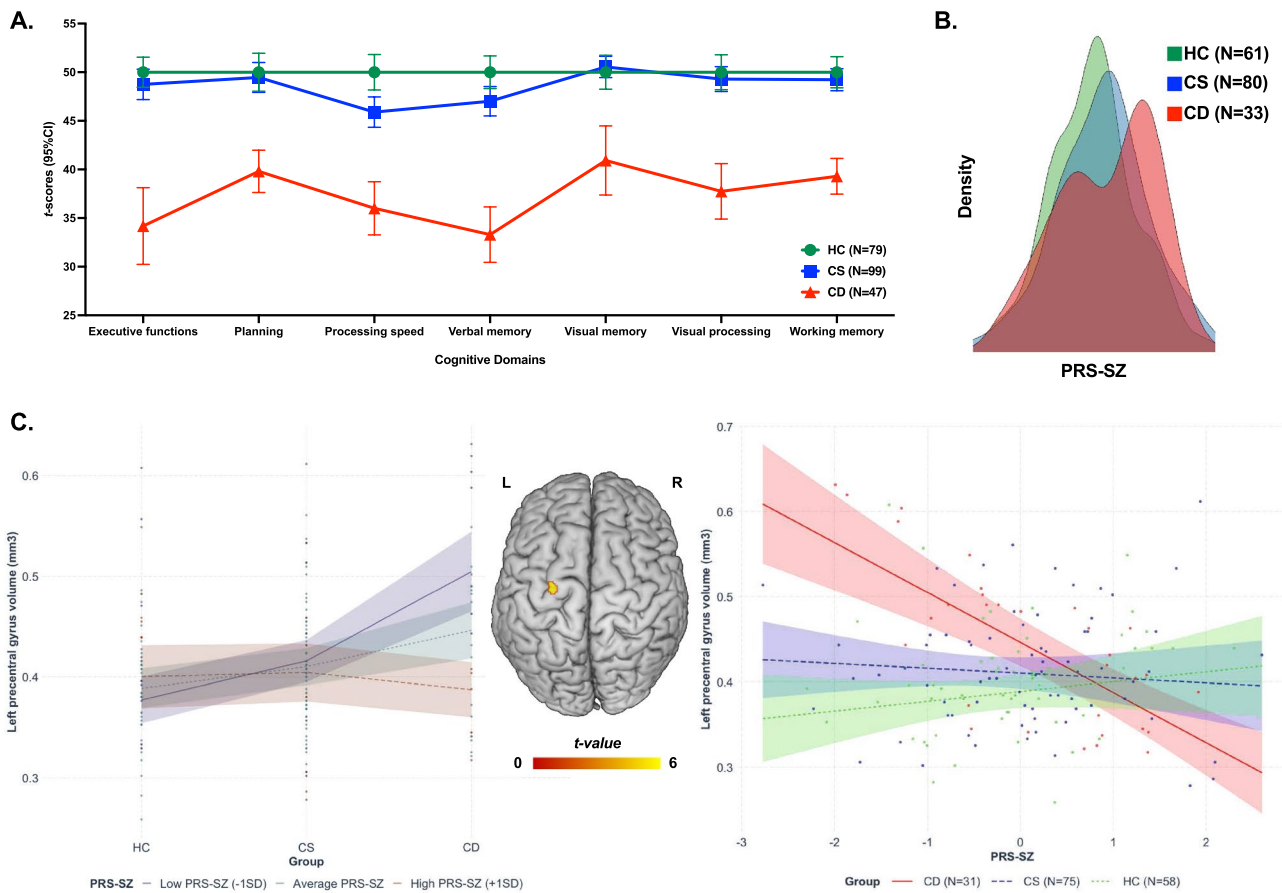 A.
55
50
45
40
35
30
25
t-scores (95%CI)
HC (N=79)
CS (N=99)
CD (N=47)
Executive functions
Planning
Processing speed
Verbal memory
Visual memory
Visual processing
Working memory
Cognitive Domains
B.
HC (N=61)
CS (N=80)
CD (N=33)
Density
PRS-SZ
C.
0.6
0.5
0.4
0.3
Left precentral gyrus volume (mm3)
HC
CS
CD
Group
PRS-SZ Low PRS-SZ (-1SD) Average PRS-SZ High PRS-SZ (+1SD)
L
R
t-value
0
6
0.7
0.6
0.5
0.4
0.3
Left precentral gyrus volume (mm3)
-3
-2
-1
0
1
2
PRS-SZ
Group CD (N=31) CS (N=75) HC (N=58)